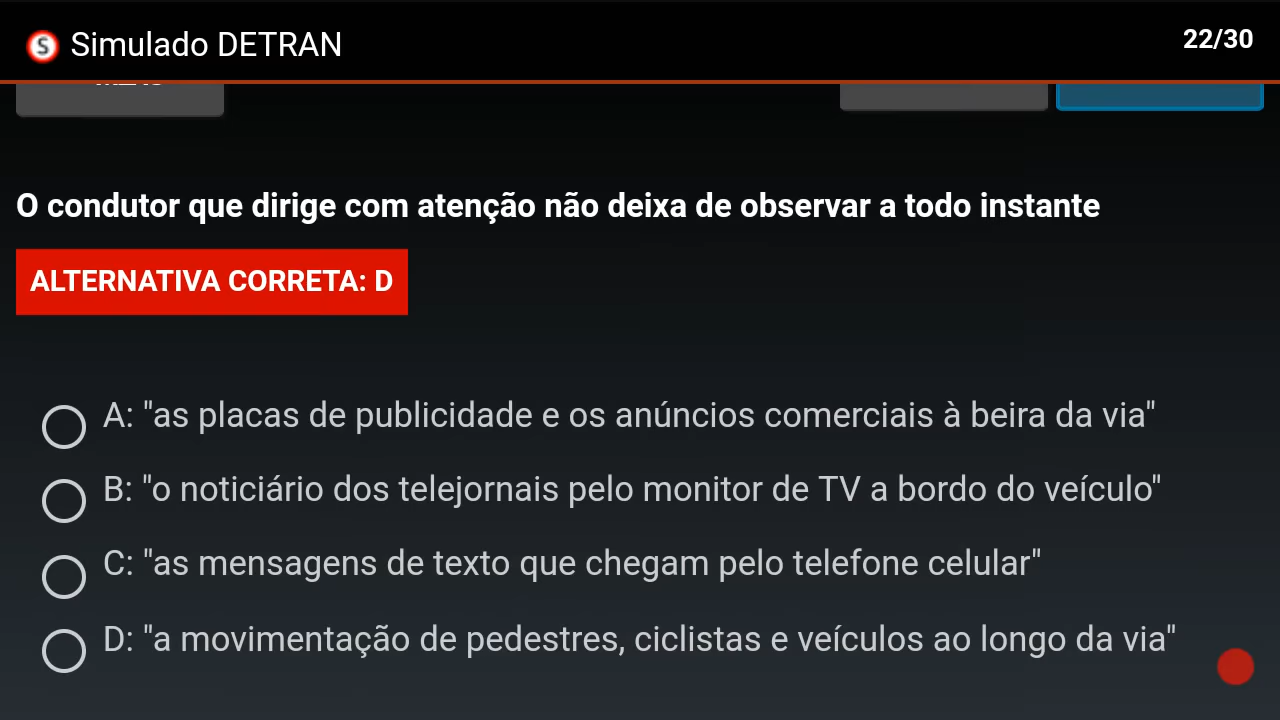 S Simulado DETRAN
22/30
O condutor que dirige com atenção não deixa de observar a todo instante
ALTERNATIVA CORRETA: D
A: "as placas de publicidade e os anúncios comerciais à beira da via"
B: "o noticiário dos telejornais pelo monitor de TV a bordo do veículo"
C: "as mensagens de texto que chegam pelo telefone celular"
D: "a movimentação de pedestres, ciclistas e veículos ao longo da via"